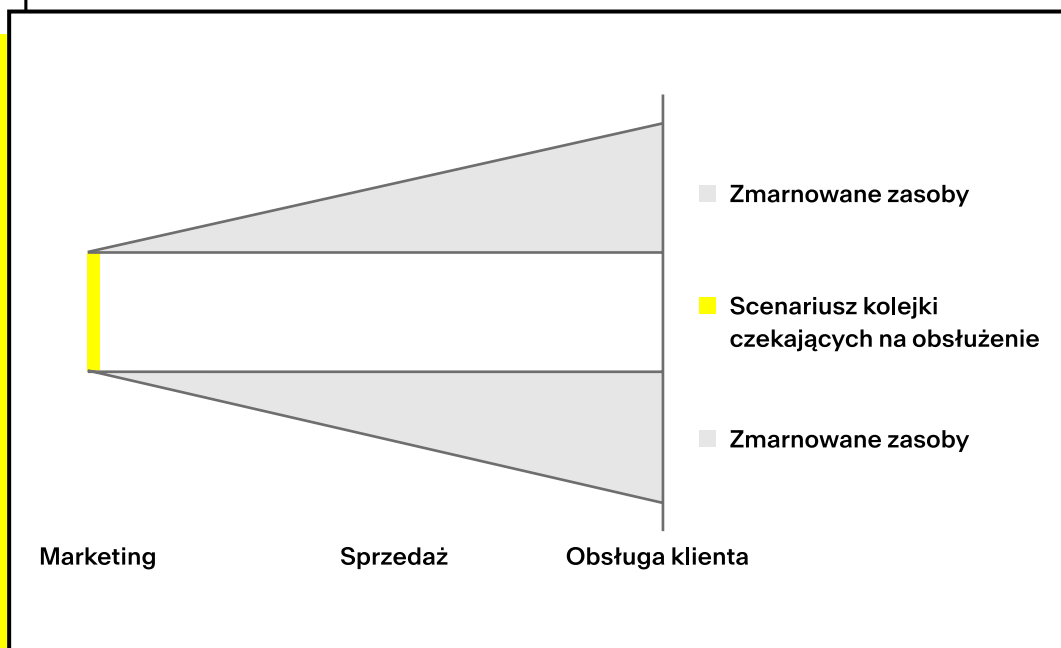 Zmarnowane zasoby
Scenariusz kolejki
czekających na obsłużenie
Zmarnowane zasoby
Marketing
Sprzedaż
Obsługa klienta